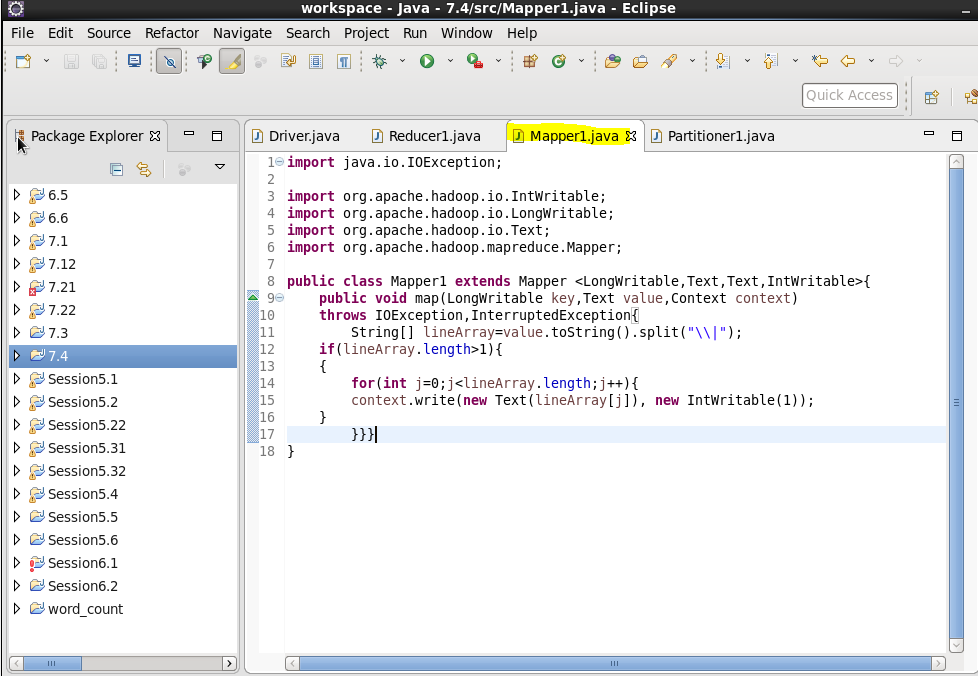 workspace - Java - 7.4/src/Mapper1.java - Eclipse
File Edit Source Refactor Navigate Search Project Run Window Help
Quick Access
Package Explorer
Driver.java Reducer1.java Mapper1.java Partitioner1.java
6.5
6.6
7.1
7.12
7.21
7.22
7.3
7.4
Session5.1
Session5.2
Session5.22
Session5.31
Session5.32
Session5.4
Session5.5
Session5.6
Session6.1
Session6.2
word_count
1 import java.io.IOException;
2
3 import org.apache.hadoop.io.IntWritable;
4 import org.apache.hadoop.io.LongWritable;
5 import org.apache.hadoop.io.Text;
6 import org.apache.hadoop.mapreduce.Mapper;
7
8 public class Mapper1 extends Mapper <LongWritable,Text,Text,IntWritable>{
9     public void map(LongWritable key,Text value,Context context)
10     throws IOException,InterruptedException{
11         String[] lineArray=value.toString().split("\\|");
12     if(lineArray.length>1){
13     {
14         for(int j=0;j<lineArray.length;j++){
15         context.write(new Text(lineArray[j]), new IntWritable(1));
16     }
17         }}}
18 }